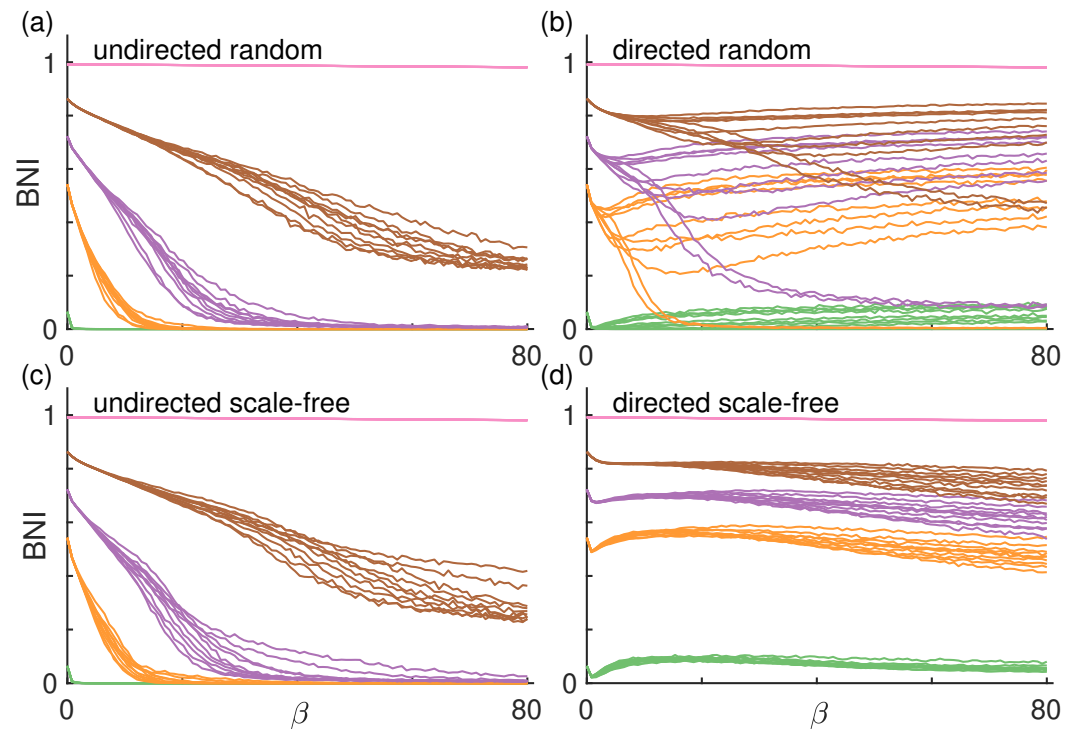 (a)
undirected random
1
BNI
0
0
80
(b)
directed random
1
0
0
80
(c)
undirected scale-free
1
BNI
0
0
β
80
(d)
directed scale-free
1
0
0
β
80